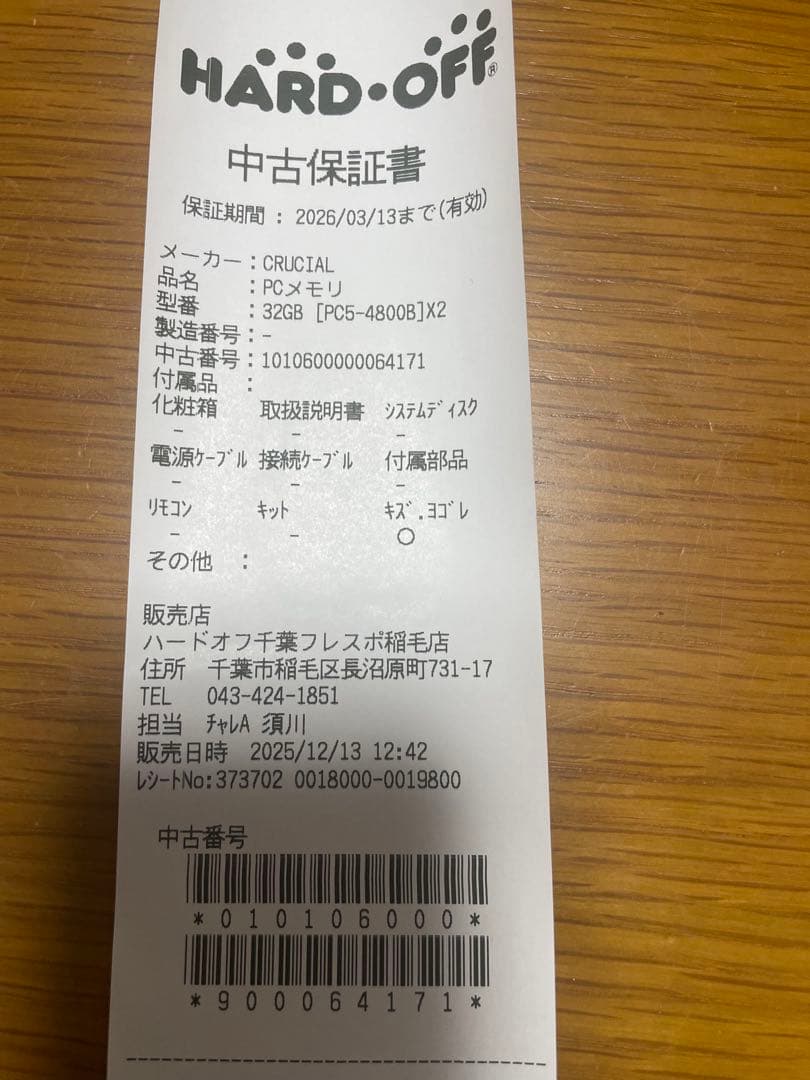 HARD・OFF®
中古保証書
保証期間 : 2026/03/13まで(有効)
メーカー:CRUCIAL
品名 :PCメモリ
型番 :32GB [PC5-4800B]X2
製造番号:-
中古番号:1010600000064171
付属品 :
化粧箱 取扱説明書 ｼｽﾃﾑﾃﾞｨｽｸ
- - -
電源ｹｰﾌﾞﾙ 接続ｹｰﾌﾞﾙ 付属部品
- - -
ﾘﾓｺﾝ ｷｯﾄ ｷｽﾞ.ﾖｺﾞﾚ
- - ○
その他 :
販売店
ハードオフ千葉フレスポ稲毛店
住所 千葉市稲毛区長沼原町731-17
TEL 043-424-1851
担当 ﾁｬﾚA 須川
販売日時 2025/12/13 12:42
ﾚｼｰﾄNo:373702 0018000-0019800
中古番号
*010106000*
*900064171*